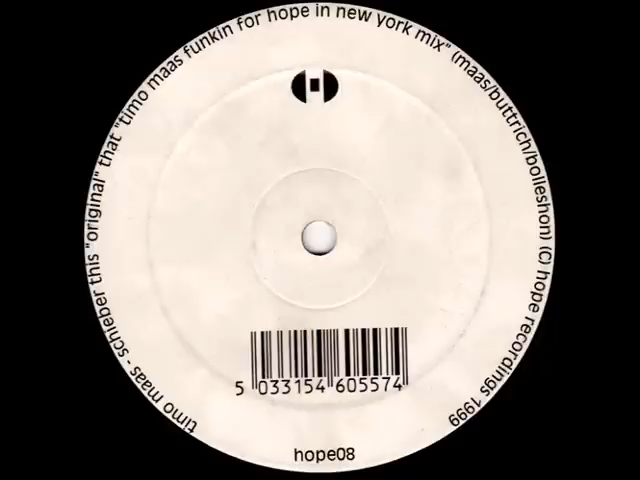 timo maas - schieber this "original" that "timo maas funkin for hope in new york mix" (maas/buttrich/bolleshon) (C) hope recordings 1999
5 033154 605574
hope08